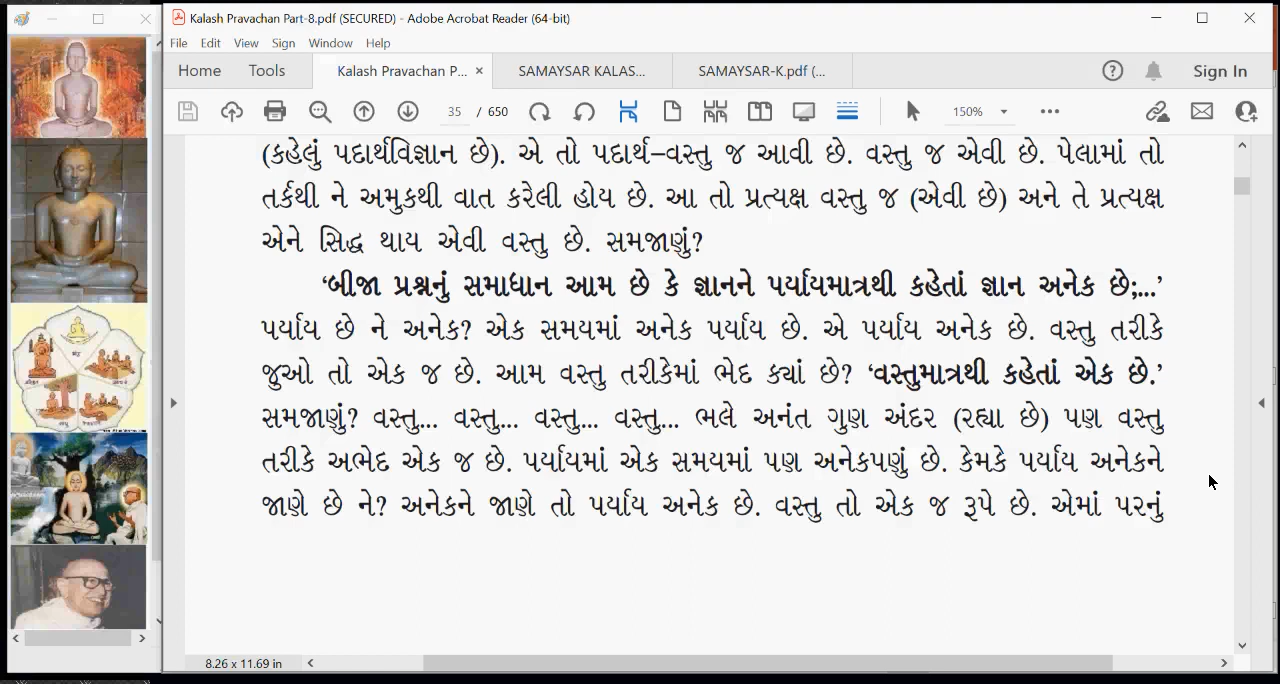 Kalash Pravachan Part-8.pdf (SECURED) - Adobe Acrobat Reader (64-bit)
File Edit View Sign Window Help
Home Tools Kalash Pravachan P... × SAMAYSAR KALAS... SAMAYSAR-K.pdf (... Sign In
35 / 650 150%
(કહેલું પદાર્થવિજ્ઞાન છે). એ તો પદાર્થ–વસ્તુ જ આવી છે. વસ્તુ જ એવી છે. પેલામાં તો
તર્કથી ને અમુકથી વાત કરેલી હોય છે. આ તો પ્રત્યક્ષ વસ્તુ જ (એવી છે) અને તે પ્રત્યક્ષ
એને સિદ્ધ થાય એવી વસ્તુ છે. સમજાણું?
‘બીજા પ્રશ્નનું સમાધાન આમ છે કે જ્ઞાનને પર્યાયમાત્રથી કહેતાં જ્ઞાન અનેક છે;...’
પર્યાય છે ને અનેક? એક સમયમાં અનેક પર્યાય છે. એ પર્યાય અનેક છે. વસ્તુ તરીકે
જુઓ તો એક જ છે. આમ વસ્તુ તરીકેમાં ભેદ ક્યાં છે? ‘વસ્તુમાત્રથી કહેતાં એક છે.’
સમજાણું? વસ્તુ... વસ્તુ... વસ્તુ... વસ્તુ... ભલે અનંત ગુણ અંદર (રહ્યા છે) પણ વસ્તુ
તરીકે અભેદ એક જ છે. પર્યાયમાં એક સમયમાં પણ અનેકપણું છે. કેમકે પર્યાય અનેકને
જાણે છે ને? અનેકને જાણે તો પર્યાય અનેક છે. વસ્તુ તો એક જ રૂપે છે. એમાં પરનું
8.26 x 11.69 in